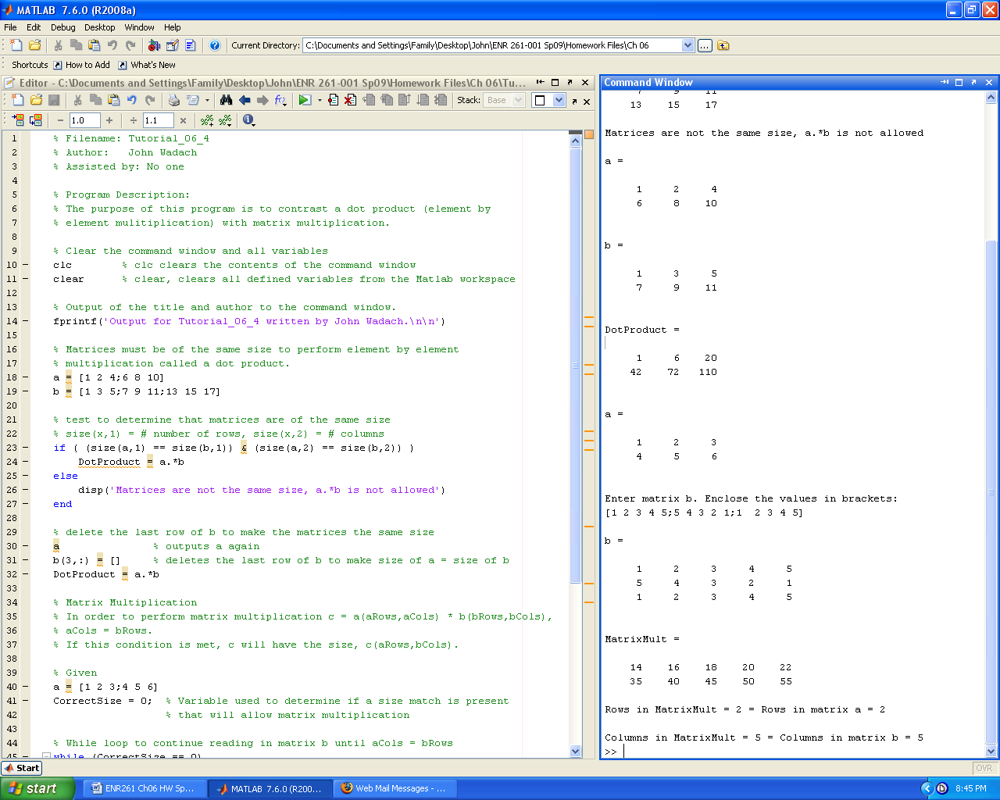 MATLAB 7.6.0 (R2008a)
File Edit Debug Desktop Window Help
Current Directory: C:\Documents and Settings\Family\Desktop\John\ENR 261-001 Sp09\Homework Files\Ch 06 ...
Shortcuts How to Add What's New
Editor - C:\Documents and Settings\Family\Desktop\John\ENR 261-001 Sp09\Homework Files\Ch 06\Tu...
Stack: Base
- 1.0 + ÷ 1.1 ×
1 % Filename: Tutorial_06_4
2 % Author: John Wadach
3 % Assisted by: No one
4
5 % Program Description:
6 % The purpose of this program is to contrast a dot product (element by
7 % element mulitiplication) with matrix multiplication.
8
9 % Clear the command window and all variables
10 - clc % clc clears the contents of the command window
11 - clear % clear, clears all defined variables from the Matlab workspace
12
13 % Output of the title and author to the command window.
14 - fprintf('Output for Tutorial_06_4 written by John Wadach.\n\n')
15
16 % Matrices must be of the same size to perform element by element
17 % multiplication called a dot product.
18 - a = [1 2 4;6 8 10]
19 - b = [1 3 5;7 9 11;13 15 17]
20
21 % test to determine that matrices are of the same size
22 % size(x,1) = # number of rows, size(x,2) = # columns
23 - if ( (size(a,1) == size(b,1)) & (size(a,2) == size(b,2)) )
24 - DotProduct = a.*b
25 - else
26 - disp('Matrices are not the same size, a.*b is not allowed')
27 - end
28
29 % delete the last row of b to make the matrices the same size
30 - a % outputs a again
31 - b(3,:) = [] % deletes the last row of b to make size of a = size of b
32 - DotProduct = a.*b
33
34 % Matrix Multiplication
35 % In order to perform matrix multiplication c = a(aRows,aCols) * b(bRows,bCols),
36 % aCols = bRows.
37 % If this condition is met, c will have the size, c(aRows,bCols).
38
39 % Given
40 - a = [1 2 3;4 5 6]
41 - CorrectSize = 0; % Variable used to determine if a size match is present
42 % that will allow matrix multiplication
43
44 % While loop to continue reading in matrix b until aCols = bRows
45 - while (CorrectSize == 0)
Command Window
7 9 11
13 15 17
Matrices are not the same size, a.*b is not allowed
a =
1 2 4
6 8 10
b =
1 3 5
7 9 11
DotProduct =
1 6 20
42 72 110
a =
1 2 3
4 5 6
Enter matrix b. Enclose the values in brackets:
[1 2 3 4 5;5 4 3 2 1;1  2 3 4 5]
b =
1 2 3 4 5
5 4 3 2 1
1 2 3 4 5
MatrixMult =
14 16 18 20 22
35 40 45 50 55
Rows in MatrixMult = 2 = Rows in matrix a = 2
Columns in MatrixMult = 5 = Columns in matrix b = 5
>>
Start OVR
start ENR261 Ch06 HW Sp... MATLAB 7.6.0 (R200... Web Mail Messages - ... 8:45 PM